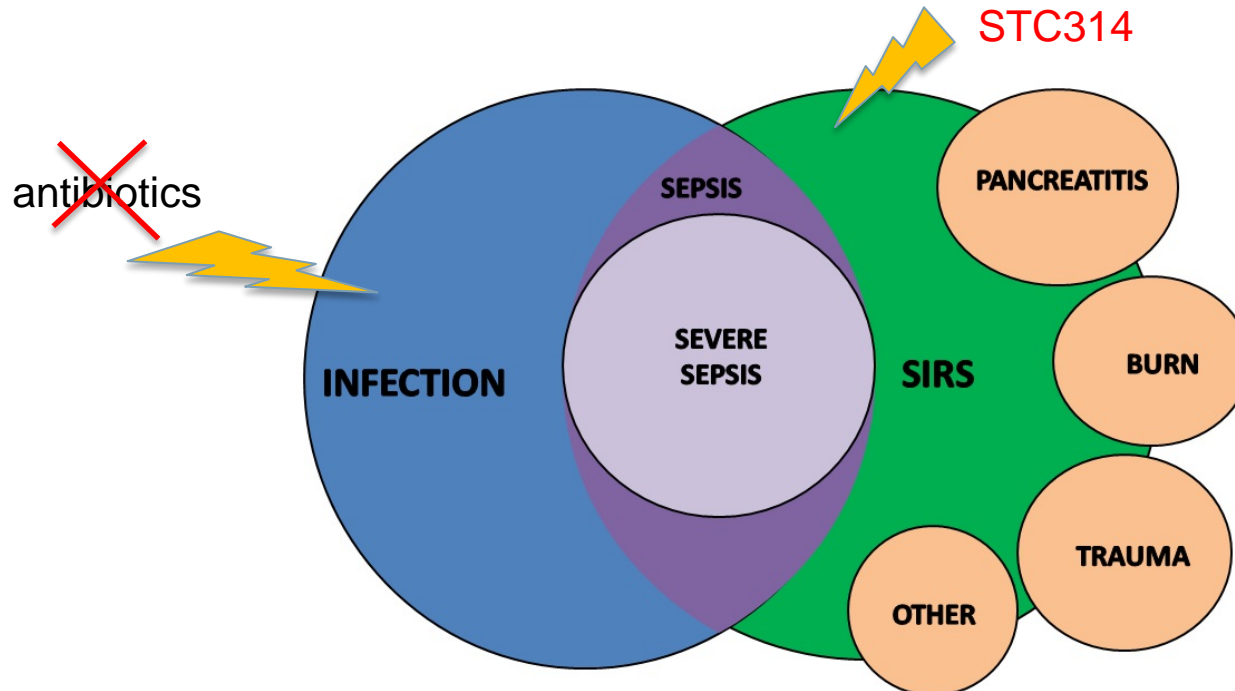 STC314
antibiotics
SEPSIS
PANCREATITIS
SEVERE
SEPSIS
INFECTION
SIRS
BURN
TRAUMA
OTHER